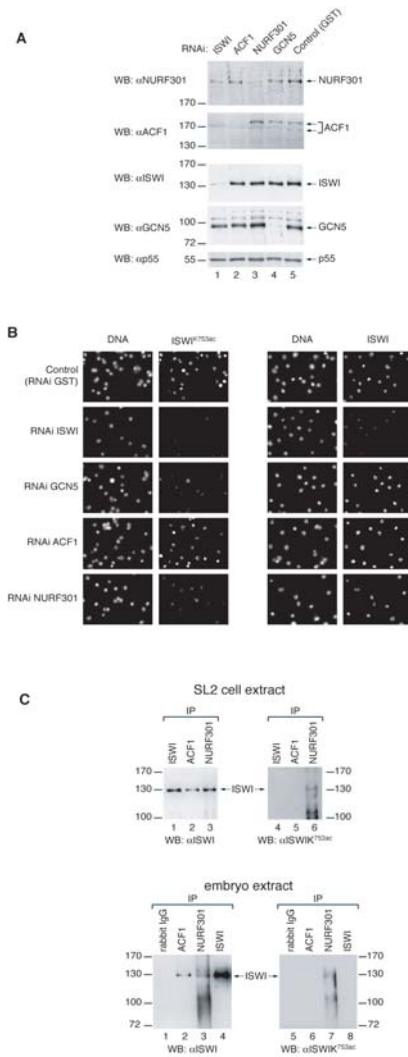 A
RNAi:
ISWI ACF1 NURF301 GCN5 Control (GST)
WB: αNURF301 NURF301
170
170
WB: αACF1 ACF1
130
WB: αISWI
130 ISWI
100
WB: αGCN5 GCN5
72
WB: αp55 55 p55
1 2 3 4 5
B
DNA ISWIK753ac DNA ISWI
Control
(RNAi GST)
RNAi ISWI
RNAi GCN5
RNAi ACF1
RNAi NURF301
C
SL2 cell extract
IP IP
ISWI ACF1 NURF301 ISWI ACF1 NURF301
170 170
130 ISWI 130
100 100
1 2 3 4 5 6
WB: αISWI WB: αISWIK753ac
embryo extract
IP IP
rabbit IgG ACF1 NURF301 ISWI rabbit IgG ACF1 NURF301 ISWI
170 170
130 ISWI 130
100 100
72 72
1 2 3 4 5 6 7 8
WB: αISWI WB: αISWIK753ac